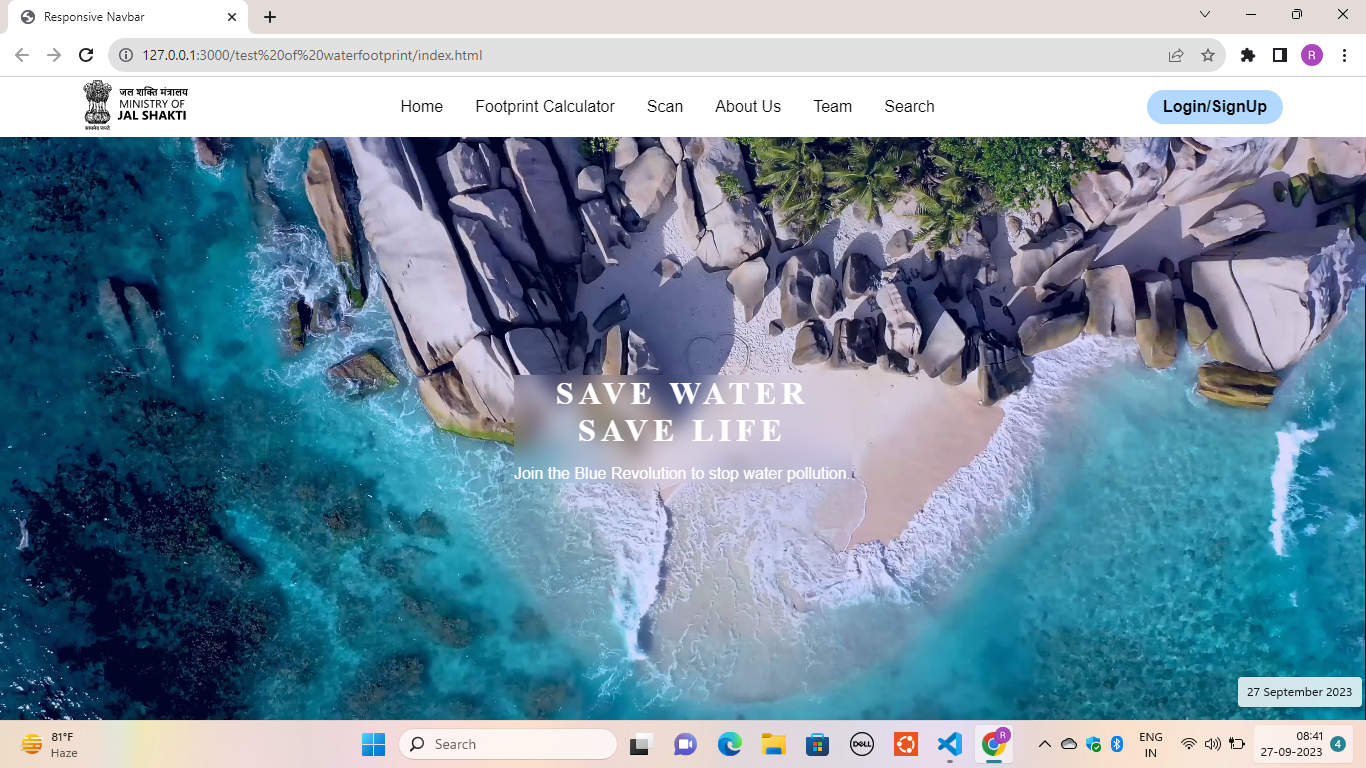 Responsive Navbar
127.0.0.1:3000/test%20of%20waterfootprint/index.html
R
जल शक्ति मंत्रालय
MINISTRY OF
JAL SHAKTI
सत्यमेव जयते
Home
Footprint Calculator
Scan
About Us
Team
Search
Login/SignUp
SAVE WATER
SAVE LIFE
Join the Blue Revolution to stop water pollution.
27 September 2023
81°F
Haze
Search
DELL
R
ENG
IN
08:41
27-09-2023
4